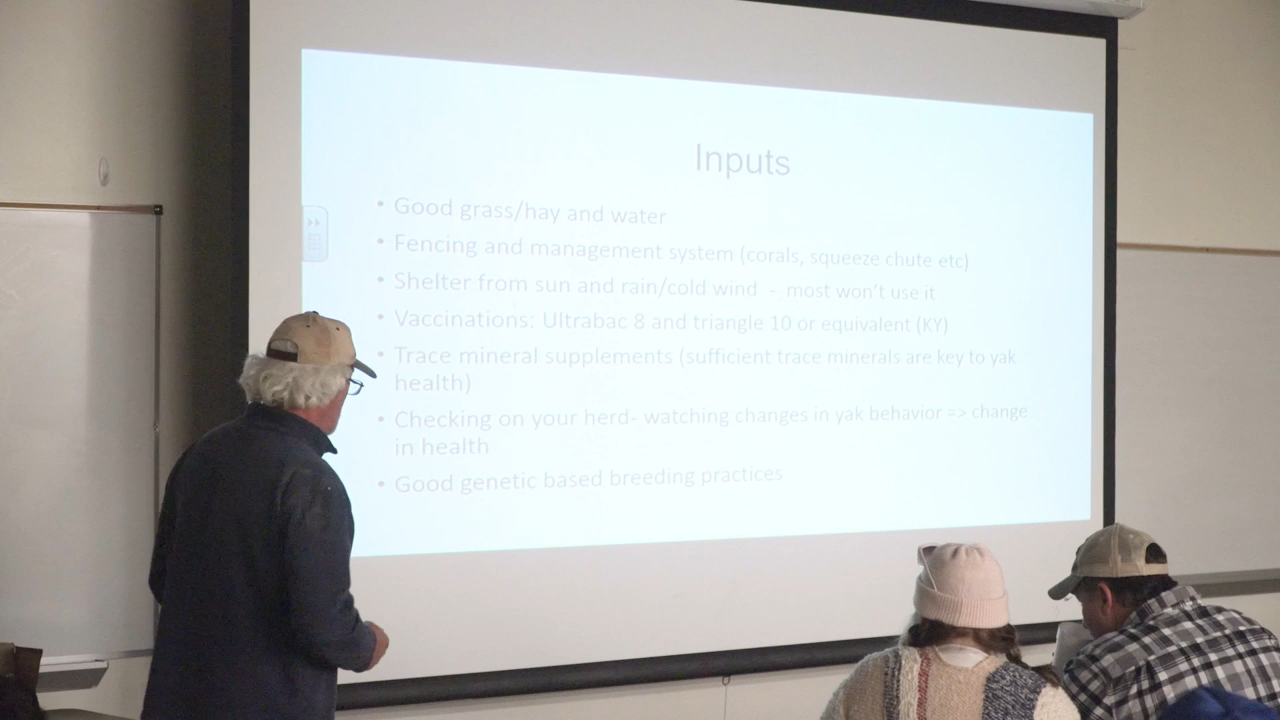 Inputs
• Good grass/hay and water
• Fencing and management system (corals, squeeze chute etc)
• Shelter from sun and rain/cold wind - most won't use it
• Vaccinations: Ultrabac 8 and triangle 10 or equivalent (KY)
• Trace mineral supplements (sufficient trace minerals are key to yak
health)
• Checking on your herd- watching changes in yak behavior => change
in health
• Good genetic based breeding practices